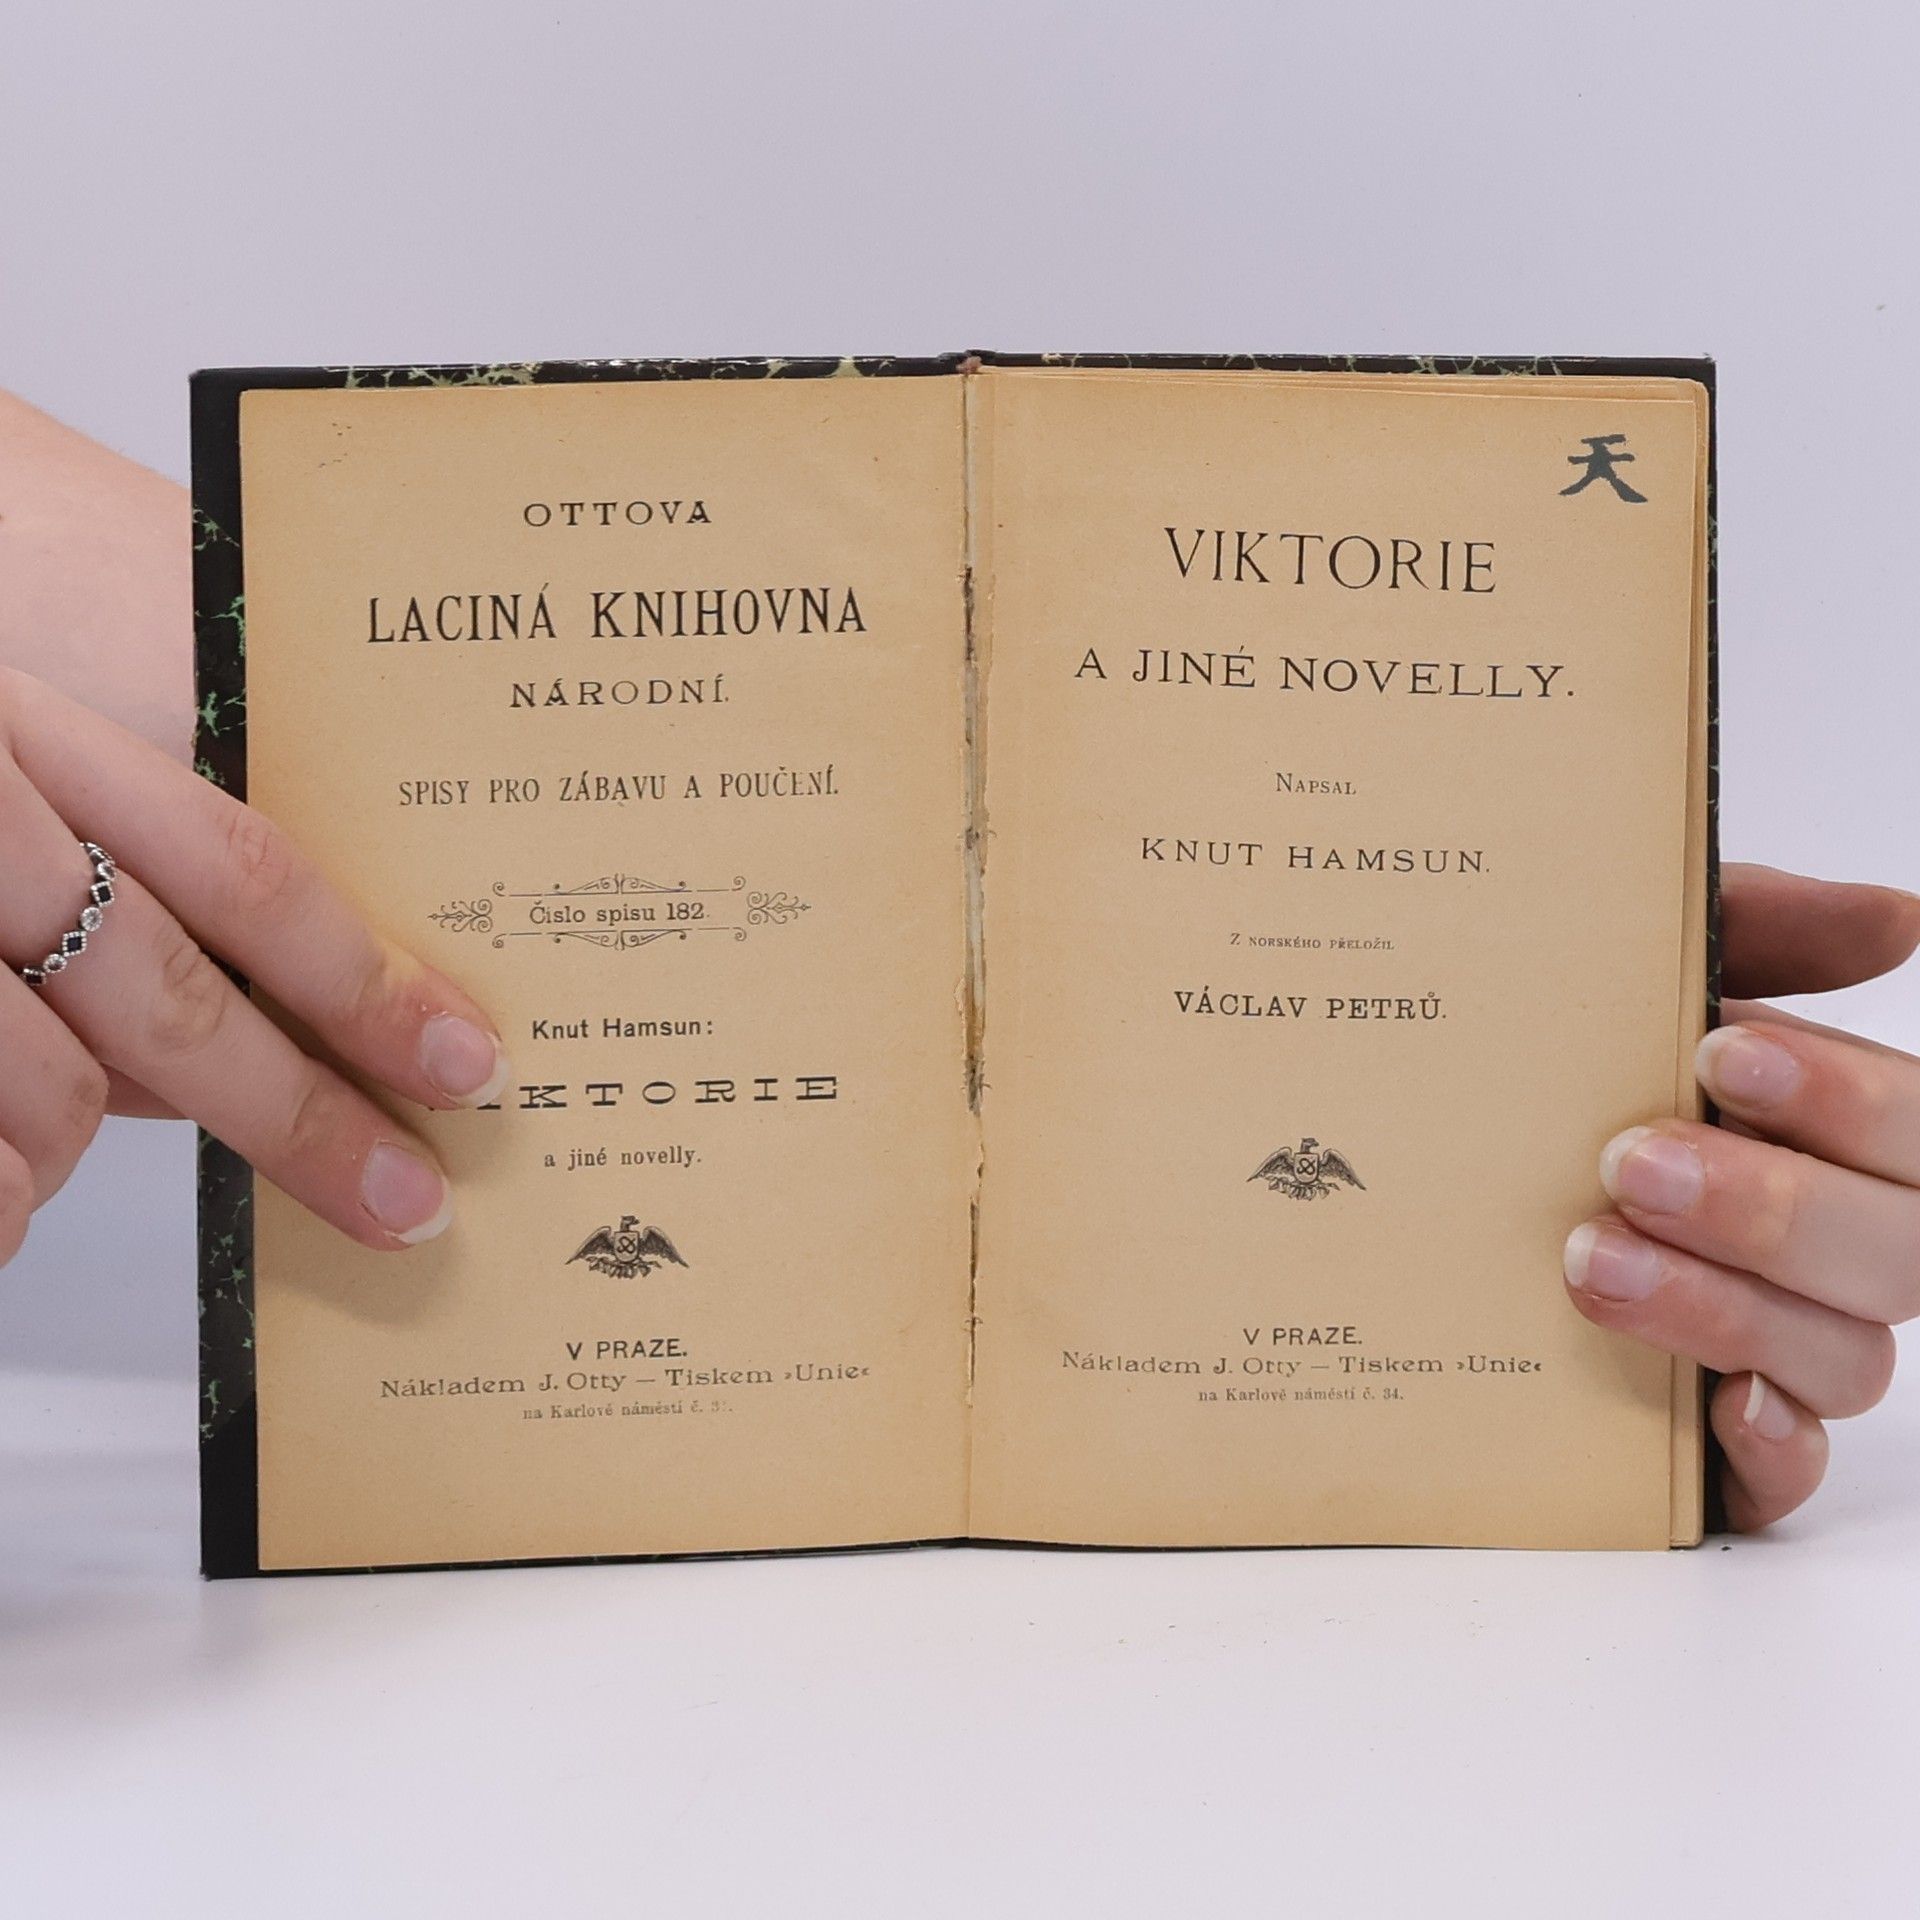 OTTOVA
LACINÁ KNIHOVNA
NÁRODNÍ.
SPISY PRO ZÁBAVU A POUČENÍ.
Číslo spisu 182.
Knut Hamsun:
IKTORIE
a jiné novelly.
V PRAZE.
Nákladem J. Otty — Tiskem »Unie«
na Karlově náměstí č.
VIKTORIE
A JINÉ NOVELLY.
NAPSAL
KNUT HAMSUN.
Z NORSKÉHO PŘELOŽIL
VÁCLAV PETRŮ.
V PRAZE.
Nákladem J. Otty — Tiskem »Unie«
na Karlově náměstí č. 34.